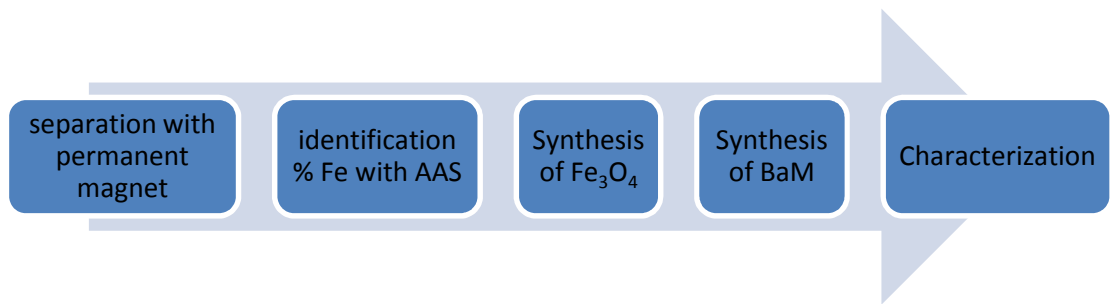 separation with
permanent
magnet
identification
% Fe with AAS
Synthesis
of Fe₃O₄
Synthesis
of BaM
Characterization